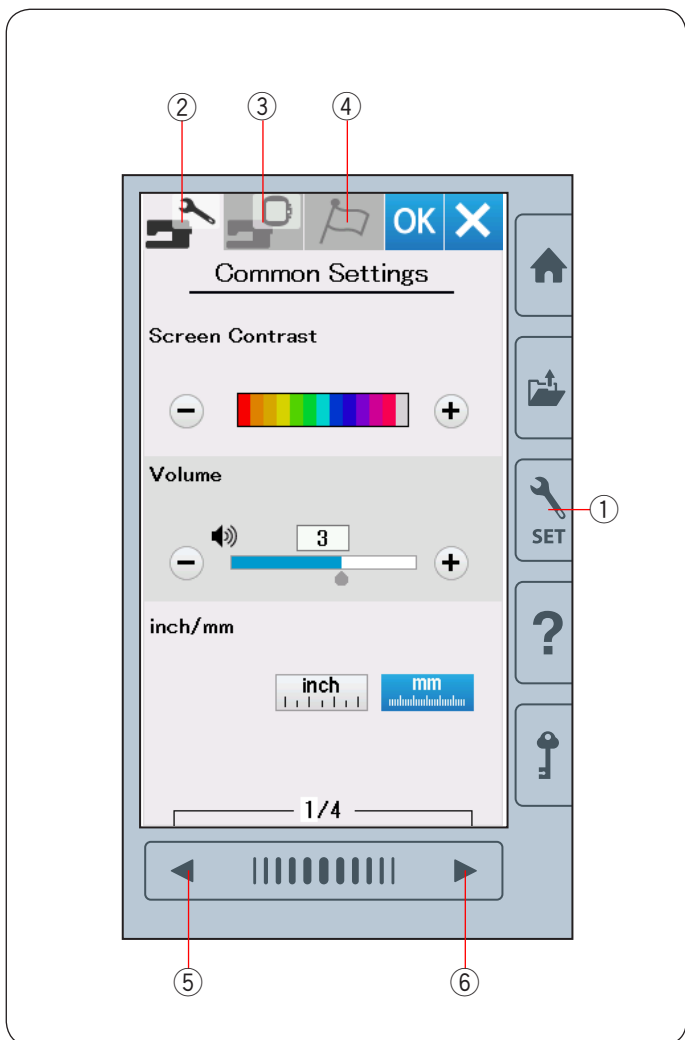 ② ③ ④
OK
Common Settings
Screen Contrast
Volume
3
SET
①
?
inch/mm
inch mm
1/4
⑤ ⑥